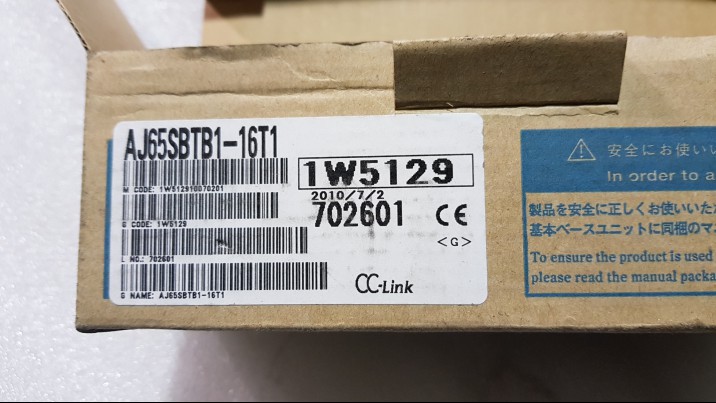 AJ65SBTB1-16T1
M CODE: 1W512910070201
G CODE: 1W5129
L NO.: 702601
G NAME: AJ65SBTB1-16T1
1W5129
2010/7/2
702601 CE
<G>
CC-Link
安全にお使いい
In order to a
製品を安全に正しくお使いいた
基本ベースユニットに同梱のマ
To ensure the product is used
please read the manual packa